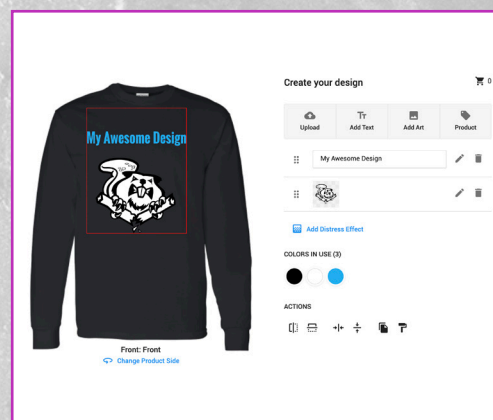 Create your design
0
Upload
Add Text
Add Art
Product
My Awesome Design
My Awesome Design
Add Distress Effect
COLORS IN USE (3)
ACTIONS
Front: Front
Change Product Side